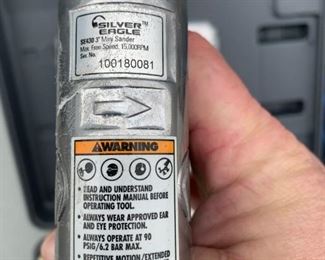 SILVER™
EAGLE
SE430 3" Mini Sander
Max. Free Speed, 15,000RPM
Ser. No.
100180081
WARNING
• READ AND UNDERSTAND
INSTRUCTION MANUAL BEFORE
OPERATING TOOL.
• ALWAYS WEAR APPROVED EAR
AND EYE PROTECTION.
• ALWAYS OPERATE AT 90
PSIG/6.2 BAR MAX.
• REPETITIVE MOTION/EXTENDED